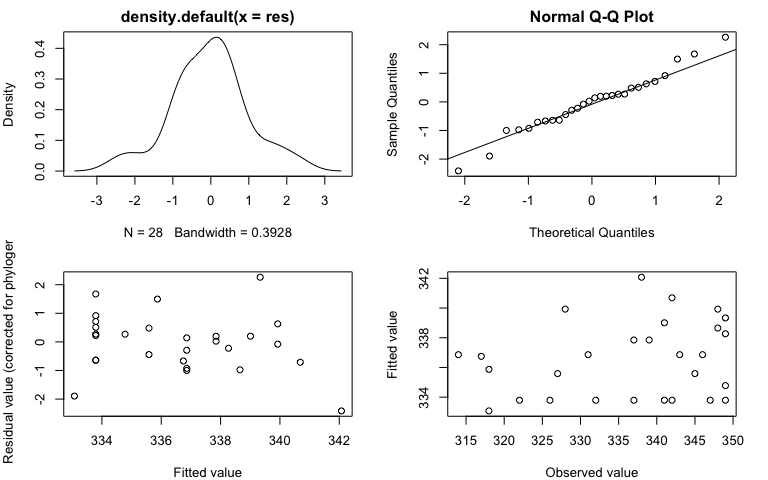 density.default(x = res)
Density
0.0 0.1 0.2 0.3 0.4
-3 -2 -1 0 1 2 3
N = 28 Bandwidth = 0.3928
Normal Q-Q Plot
Sample Quantiles
-2 -1 0 1 2
-2 -1 0 1 2
Theoretical Quantiles
Residual value (corrected for phyloger
-2 -1 0 1 2
334 336 338 340 342
Fitted value
Fitted value
334 338 342
315 320 325 330 335 340 345 350
Observed value